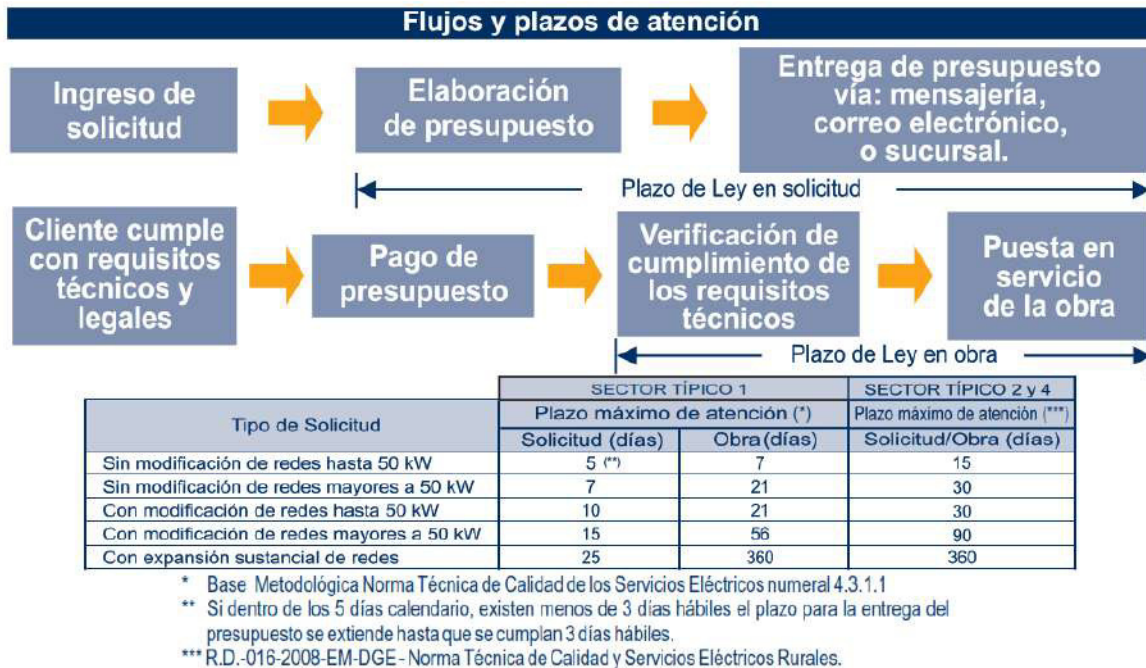 Flujos y plazos de atención
Ingreso de
solicitud
Elaboración
de presupuesto
Entrega de presupuesto
vía: mensajería,
correo electrónico,
o sucursal.
Plazo de Ley en solicitud
Cliente cumple
con requisitos
técnicos y
legales
Pago de
presupuesto
Verificación de
cumplimiento de
los requisitos
técnicos
Puesta en
servicio
de la obra
Plazo de Ley en obra
Tipo de Solicitud
SECTOR TÍPICO 1
SECTOR TÍPICO 2 y 4
Plazo máximo de atención (*)
Plazo máximo de atención (***)
Solicitud (días) Obra (días) Solicitud/Obra (días)
Sin modificación de redes hasta 50 kW 5 (**) 7 15
Sin modificación de redes mayores a 50 kW 7 21 30
Con modificación de redes hasta 50 kW 10 21 30
Con modificación de redes mayores a 50 kW 15 56 90
Con expansión sustancial de redes 25 360 360
* Base Metodológica Norma Técnica de Calidad de los Servicios Eléctricos numeral 4.3.1.1
** Si dentro de los 5 días calendario, existen menos de 3 días hábiles el plazo para la entrega del
presupuesto se extiende hasta que se cumplan 3 días hábiles.
*** R.D.-016-2008-EM-DGE - Norma Técnica de Calidad y Servicios Eléctricos Rurales.